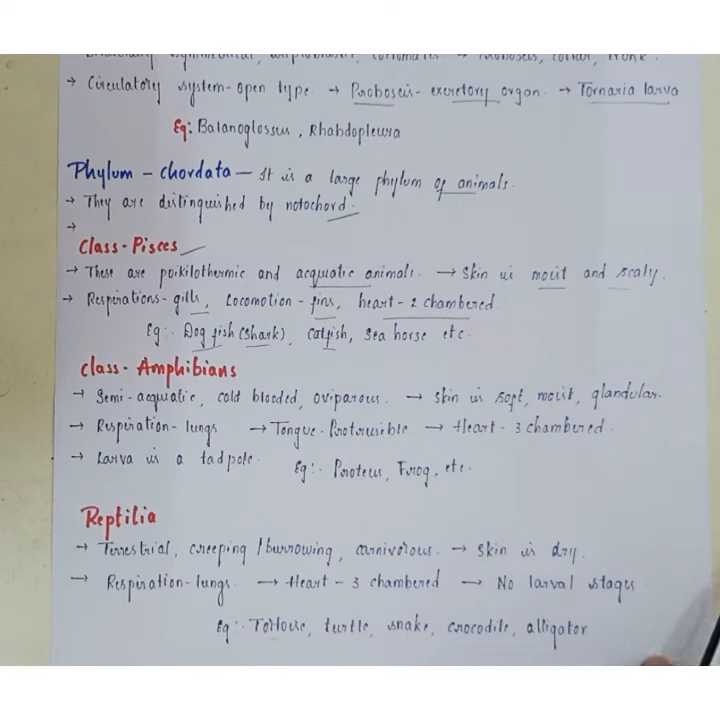 → Circulatory system-open type. → Proboscis- excretory organ. → Tornaria larva
Eg: Balanoglossus, Rhabdopleura
Phylum - chordata — It is a large phylum of animals.
→ They are distinguished by notochord.
→
Class-Pisces
→ These are poikilothermic and acquatic animals. → Skin is moist and scaly.
→ Respirations- gills, Locomotion - fins, heart-2 chambered.
Eg:- Dog fish (shark), catfish, Sea horse etc.
Class- Amphibians
→ Semi-acquatic, cold blooded, oviparous. → Skin is soft, moist, glandular.
→ Respiration-lungs → Tongue-Protrusible → Heart- 3 chambered.
→ Larva is a tadpole. Eg:- Proteus, Frog, etc.
Reptilia
→ Terrestrial, creeping / burrowing, carnivorous. → Skin is dry.
→ Respiration-lungs. → Heart - 3 chambered → No larval stages
Eg:- Tortoise, turtle, snake, crocodile, alligator